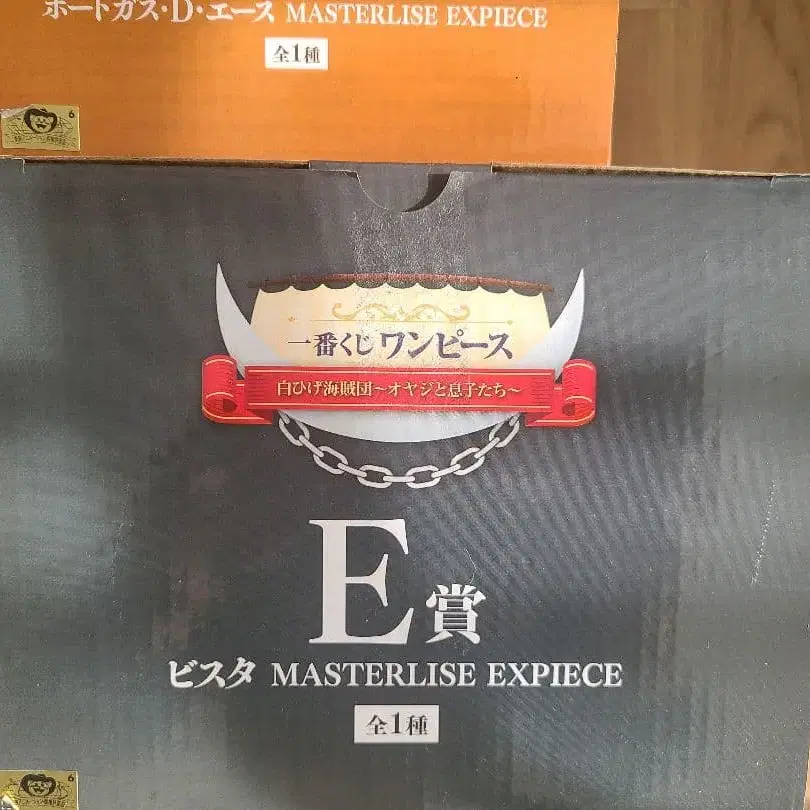 ポートガス・D・エース MASTERLISE EXPIECE
全1種
6
一番くじ ワンピース
白ひげ海賊団～オヤジと息子たち～
E賞
ビスタ MASTERLISE EXPIECE
全1種
6